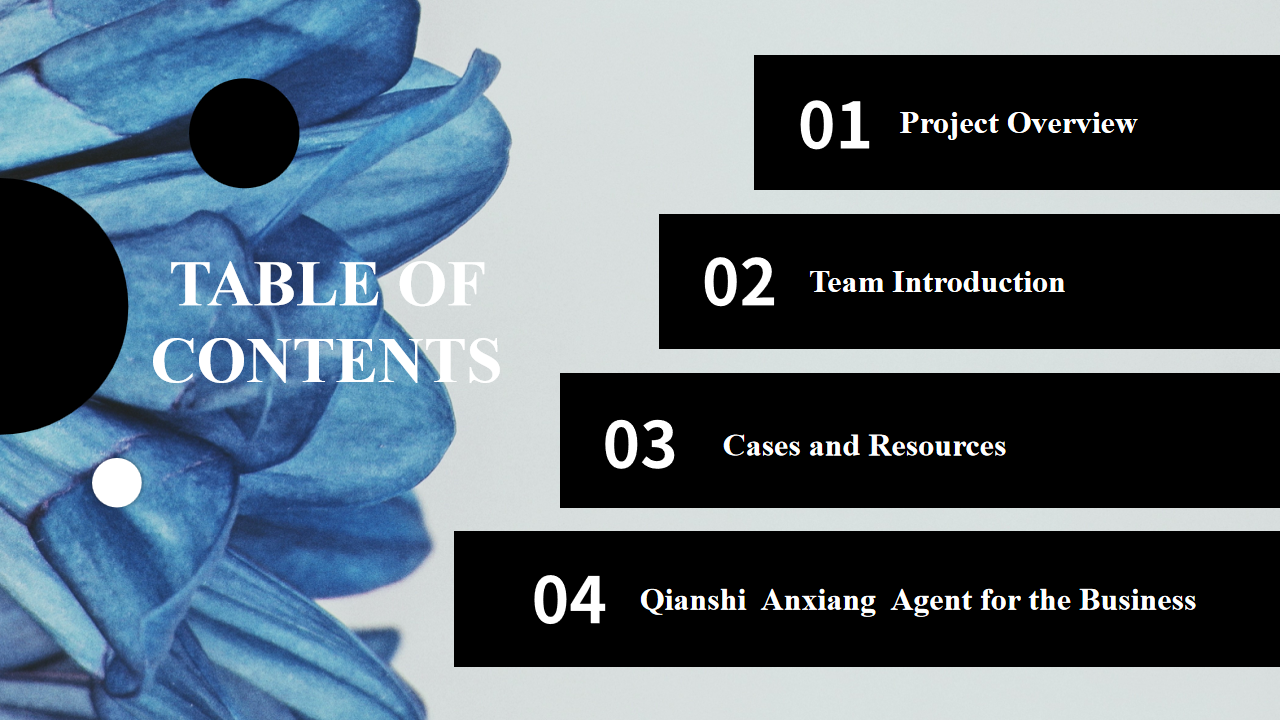 TABLE OF
CONTENTS
01 Project Overview
02 Team Introduction
03 Cases and Resources
04 Qianshi  Anxiang  Agent for the Business